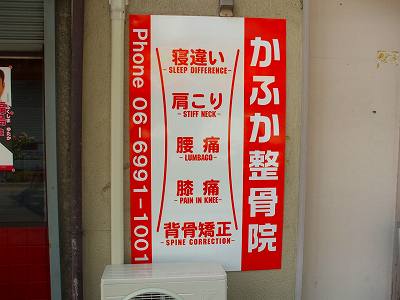 かふか整骨院
寝違い
-SLEEP DIFFERENCE-
肩こり
-STIFF NECK-
腰痛
-LUMBAGO-
膝痛
-PAIN IN KNEE-
背骨矯正
-SPINE CORRECTION-
Phone 06-6991-1001